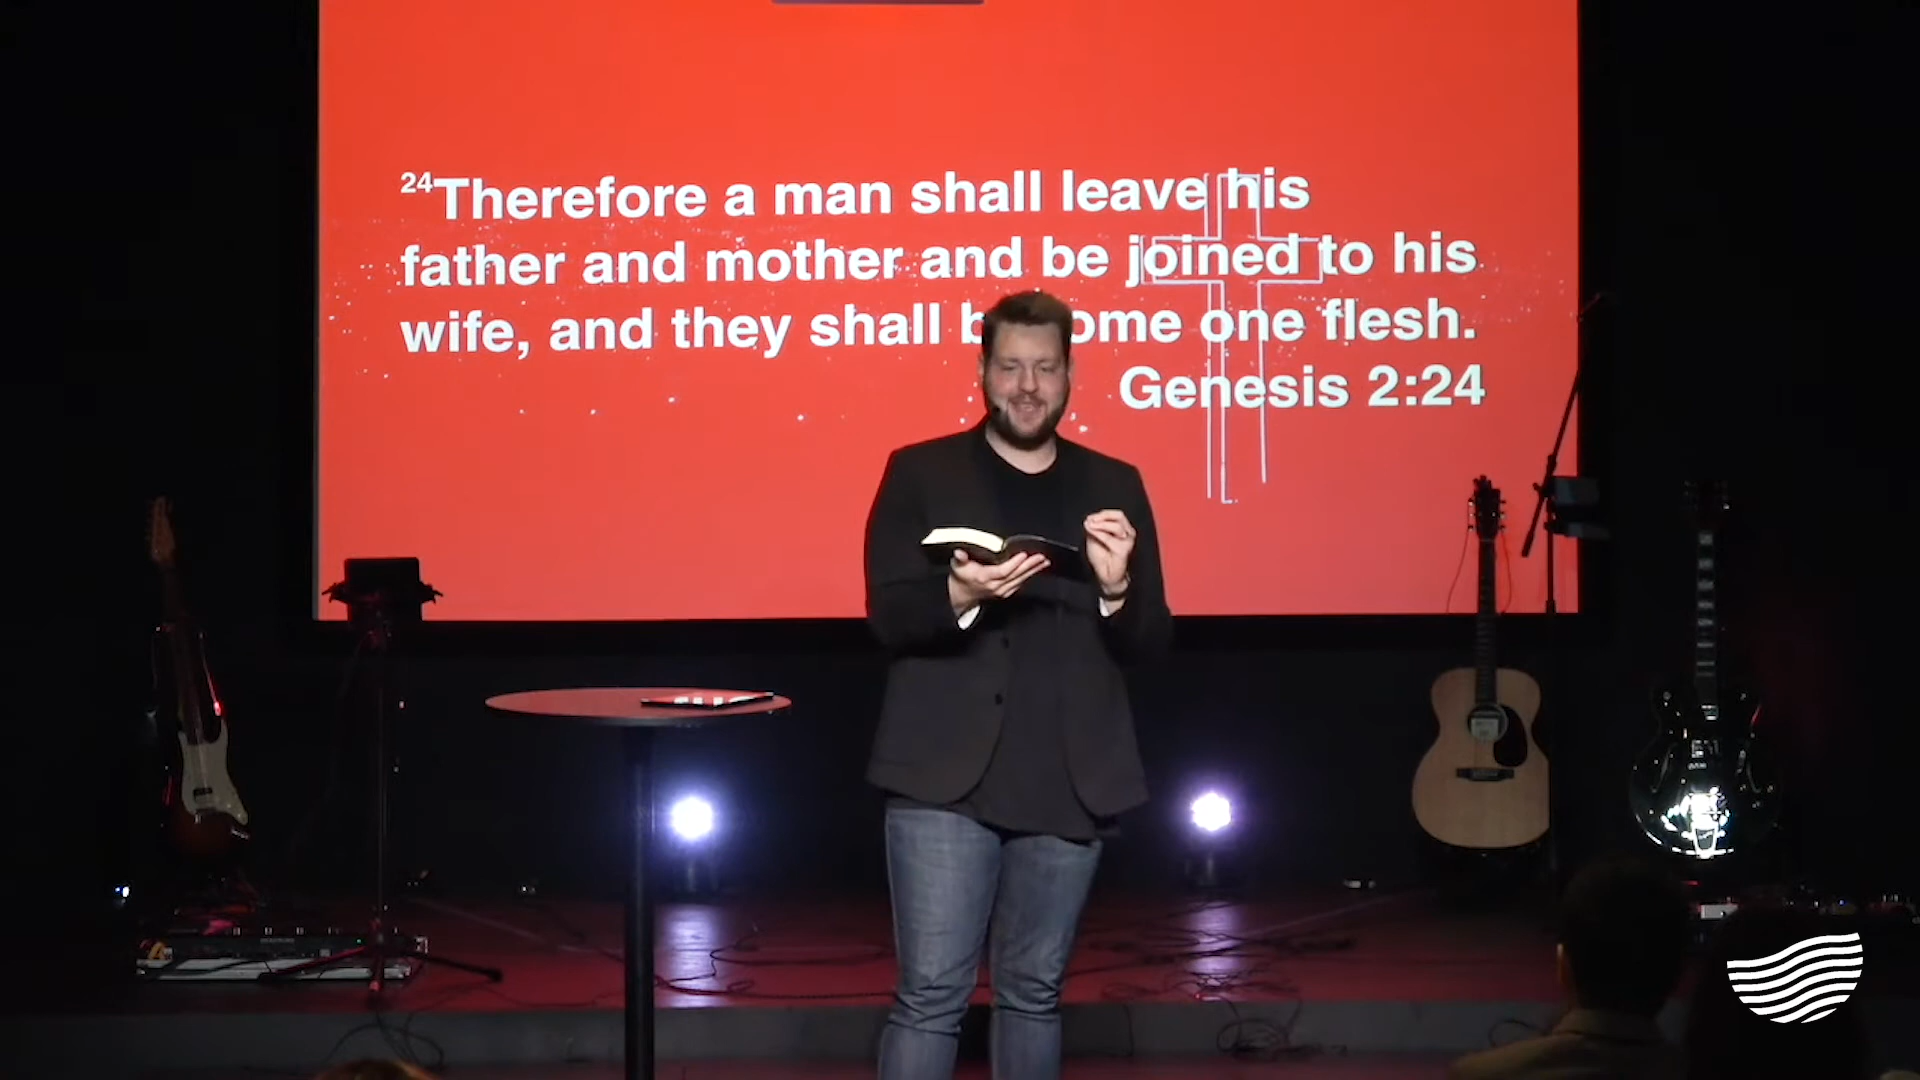 24Therefore a man shall leave his
father and mother and be joined to his
wife, and they shall become one flesh.
Genesis 2:24